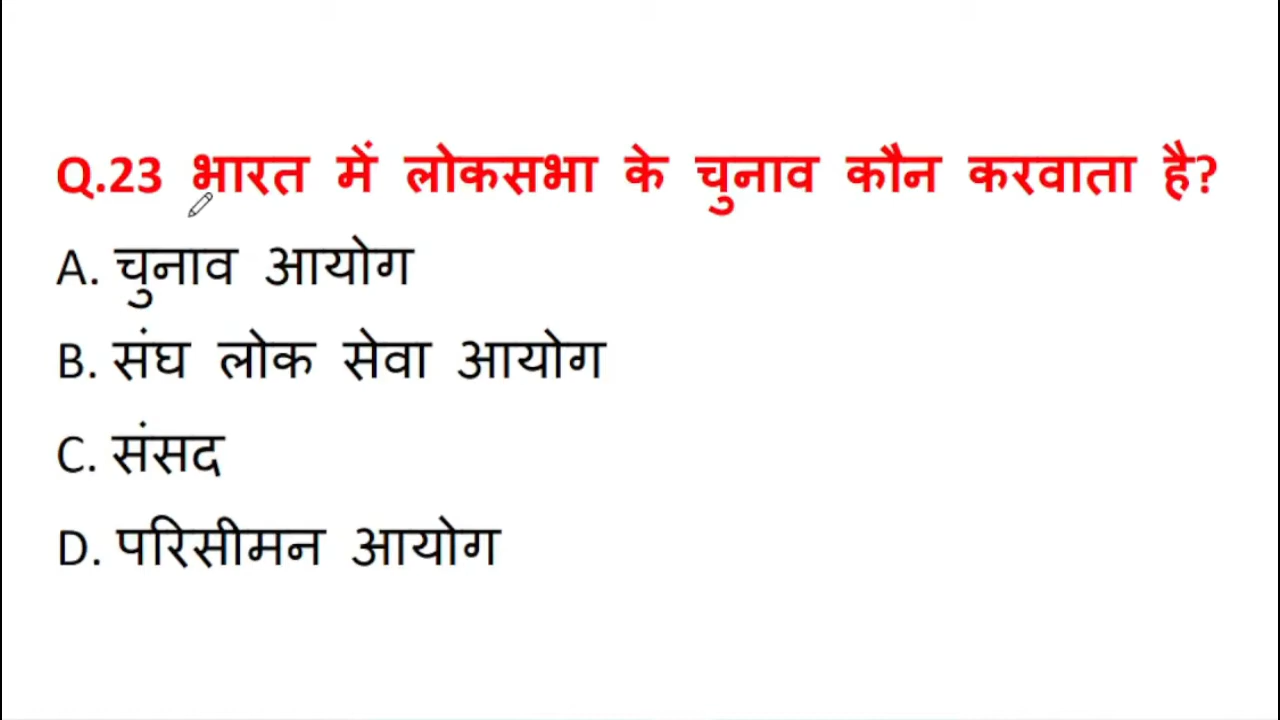 Q.23 भारत में लोकसभा के चुनाव कौन करवाता है?
A. चुनाव आयोग
B. संघ लोक सेवा आयोग
C. संसद
D. परिसीमन आयोग